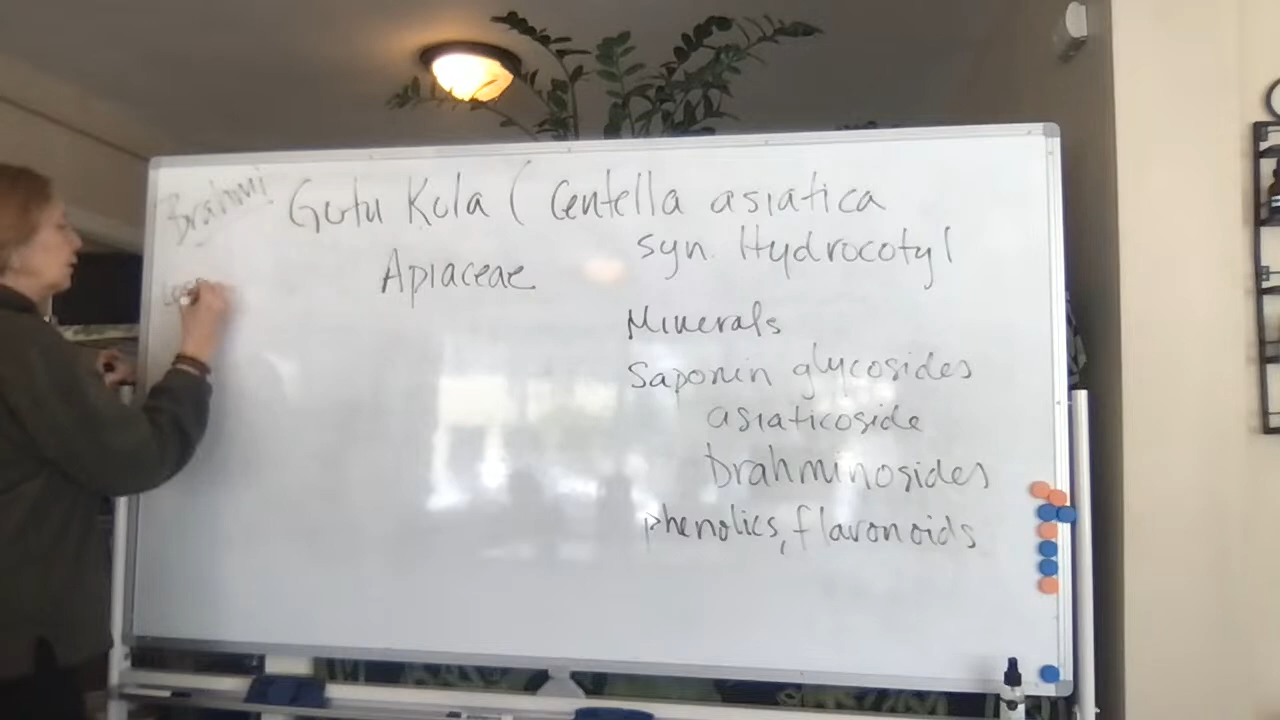 Brahmi Gotu Kola ( Centella asiatica
syn. Hydrocotyl
Apiaceae
Minerals
Saponin glycosides
asiaticoside
brahminosides
phenolics, flavonoids